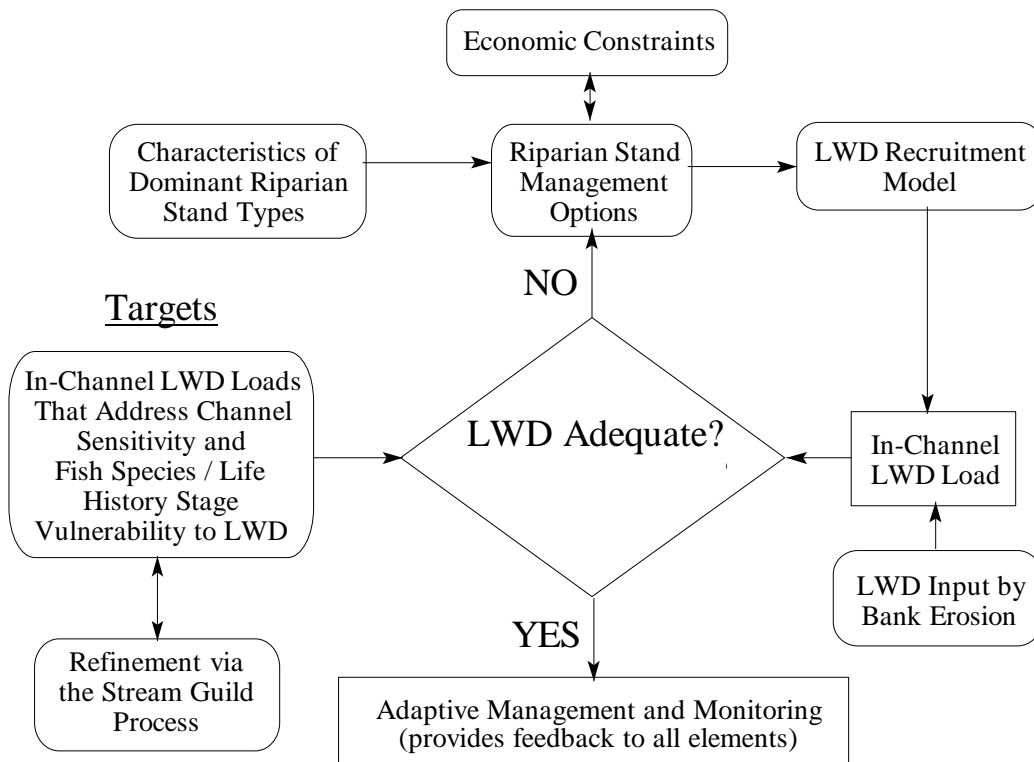 Economic Constraints
Characteristics of
Dominant Riparian
Stand Types
Riparian Stand
Management
Options
LWD Recruitment
Model
NO
Targets
In-Channel LWD Loads
That Address Channel
Sensitivity and
Fish Species / Life
History Stage
Vulnerability to LWD
LWD Adequate?
In-Channel
LWD Load
LWD Input by
Bank Erosion
YES
Refinement via
the Stream Guild
Process
Adaptive Management and Monitoring
(provides feedback to all elements)